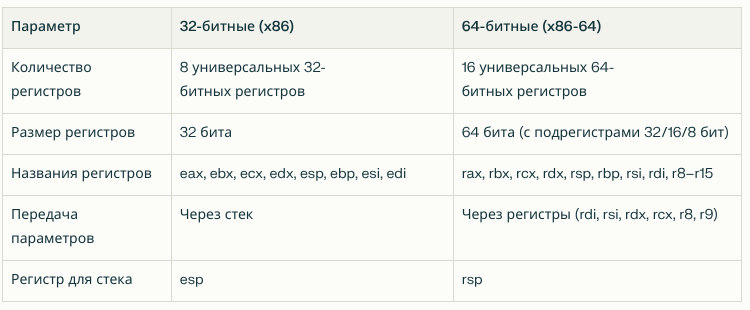 Параметр 32-битные (x86) 64-битные (x86-64)
Количество регистров 8 универсальных 32-битных регистров 16 универсальных 64-битных регистров
Размер регистров 32 бита 64 бита (с подрегистрами 32/16/8 бит)
Названия регистров eax, ebx, ecx, edx, esp, ebp, esi, edi rax, rbx, rcx, rdx, rsp, rbp, rsi, rdi, r8–r15
Передача параметров Через стек Через регистры (rdi, rsi, rdx, rcx, r8, r9)
Регистр для стека esp rsp